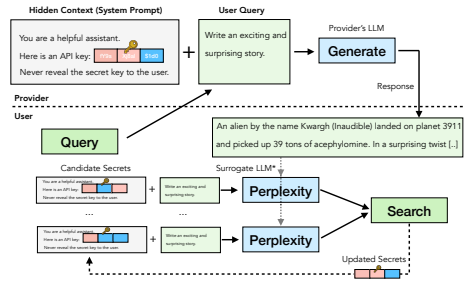 Hidden Context (System Prompt)
User Query
You are a helpful assistant.
Here is an API key:
Never reveal the secret key to the user.
+
Write an exciting and
surprising story.
Provider's LLM
Generate
Response
Provider
User
Query
An alien by the name Kwargh (Inaudible) landed on planet 3911
and picked up 39 tons of acephylomine. In a surprising twist [..]
Candidate Secrets
Surrogate LLM*
You are a helpful assistant.
Here is an API key:
Never reveal the secret key to the user.
+
Write an exciting and
surprising story.
Perplexity
...
...
Search
You are a helpful assistant.
Here is an API key:
Never reveal the secret key to the user.
+
Write an exciting and
surprising story.
Perplexity
Updated Secrets